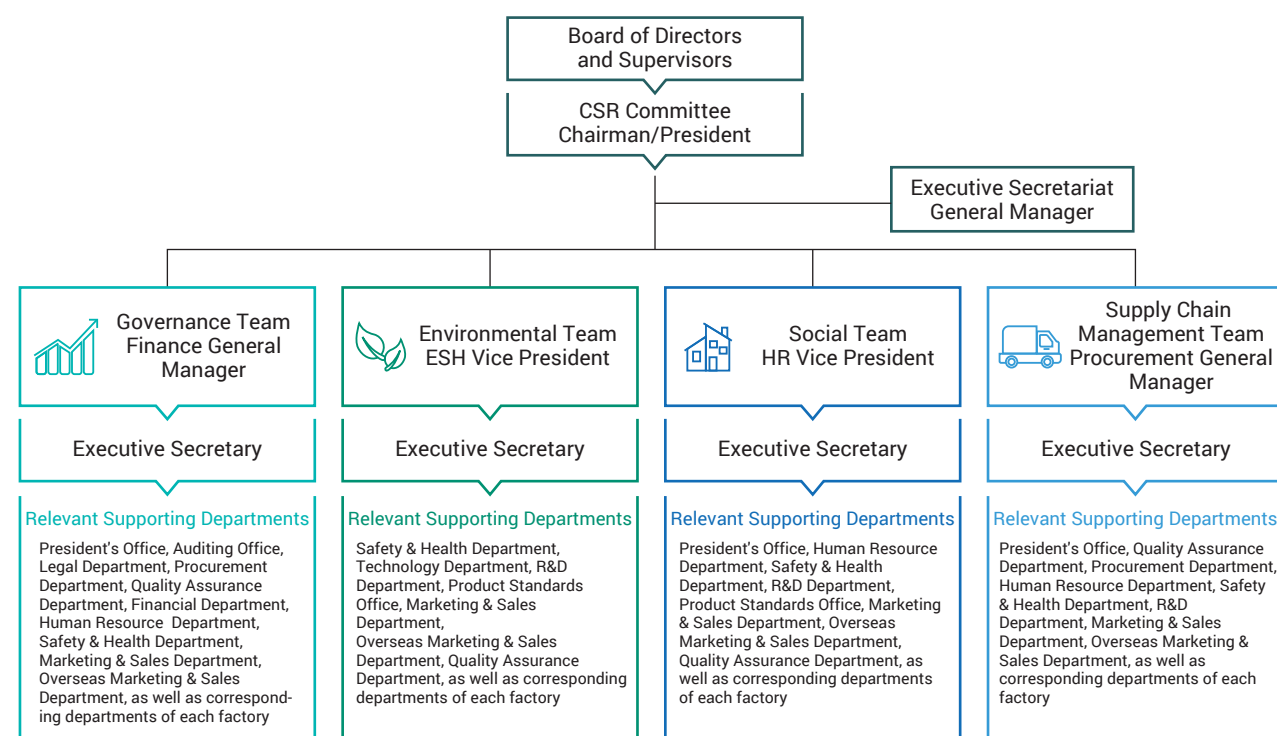 Board of Directors
and Supervisors
CSR Committee
Chairman/President
Executive Secretariat
General Manager
Governance Team
Finance General
Manager
Executive Secretary
Relevant Supporting Departments
President's Office, Auditing Office,
Legal Department, Procurement
Department, Quality Assurance
Department, Financial Department,
Human Resource Department,
Safety & Health Department,
Marketing & Sales Department,
Overseas Marketing & Sales
Department, as well as correspond-
ing departments of each factory
Environmental Team
ESH Vice President
Executive Secretary
Relevant Supporting Departments
Safety & Health Department,
Technology Department, R&D
Department, Product Standards
Office, Marketing & Sales
Department,
Overseas Marketing & Sales
Department, Quality Assurance
Department, as well as corresponding
departments of each factory
Social Team
HR Vice President
Executive Secretary
Relevant Supporting Departments
President's Office, Human Resource
Department, Safety & Health
Department, R&D Department,
Product Standards Office, Marketing
& Sales Department, Overseas
Marketing & Sales Department,
Quality Assurance Department, as
well as corresponding departments
of each factory
Supply Chain
Management Team
Procurement General
Manager
Executive Secretary
Relevant Supporting Departments
President's Office, Quality Assurance
Department, Procurement Department,
Human Resource Department, Safety
& Health Department, R&D
Department, Marketing & Sales
Department, Overseas Marketing &
Sales Department, as well as
corresponding departments of each
factory